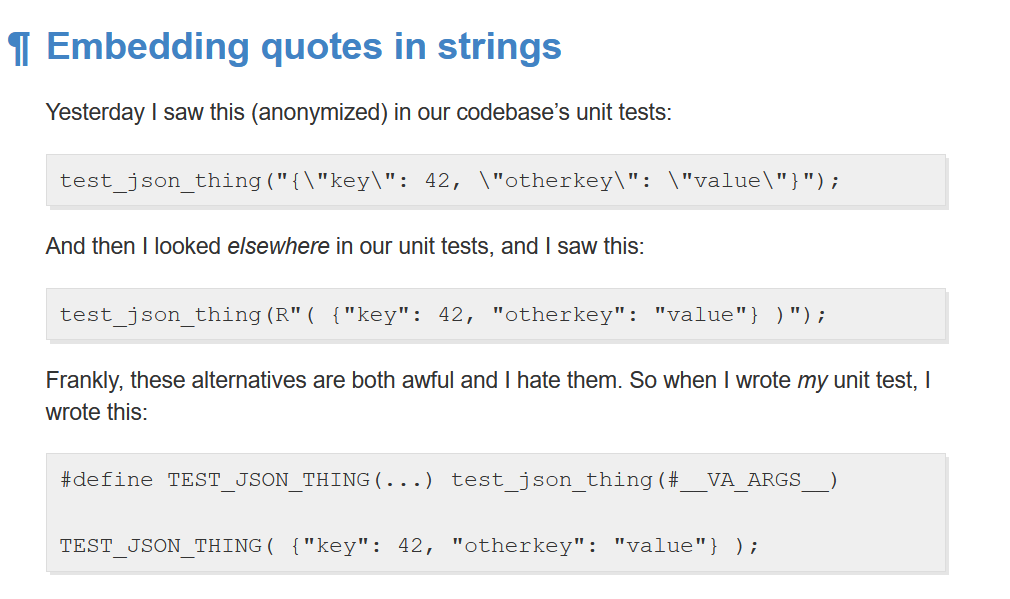 ¶ Embedding quotes in strings
Yesterday I saw this (anonymized) in our codebase’s unit tests:
test_json_thing("{\"key\": 42, \"otherkey\": \"value\"}");
And then I looked elsewhere in our unit tests, and I saw this:
test_json_thing(R"( {"key": 42, "otherkey": "value"} )");
Frankly, these alternatives are both awful and I hate them. So when I wrote my unit test, I
wrote this:
#define TEST_JSON_THING(...) test_json_thing(#__VA_ARGS__)
TEST_JSON_THING( {"key": 42, "otherkey": "value"} );